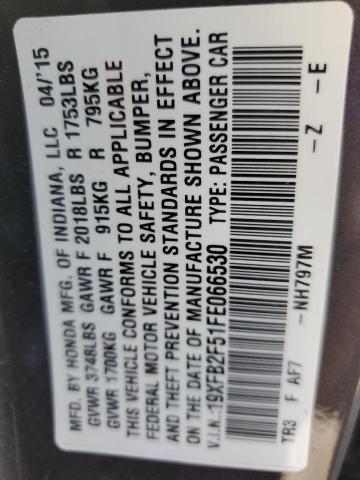 MFD. BY HONDA MFG. OF INDIANA, LLC 04/'15
GVWR 3748LBS GAWR F 2018LBS R 1753LBS
GVWR 1700KG GAWR F 915KG R 795KG
THIS VEHICLE CONFORMS TO ALL APPLICABLE
FEDERAL MOTOR VEHICLE SAFETY, BUMPER,
AND THEFT PREVENTION STANDARDS IN EFFECT
ON THE DATE OF MANUFACTURE SHOWN ABOVE.
V.I.N.:19XFB2F51FE066530 TYPE: PASSENGER CAR
TR3 F AF7 -NH797M -Z -E